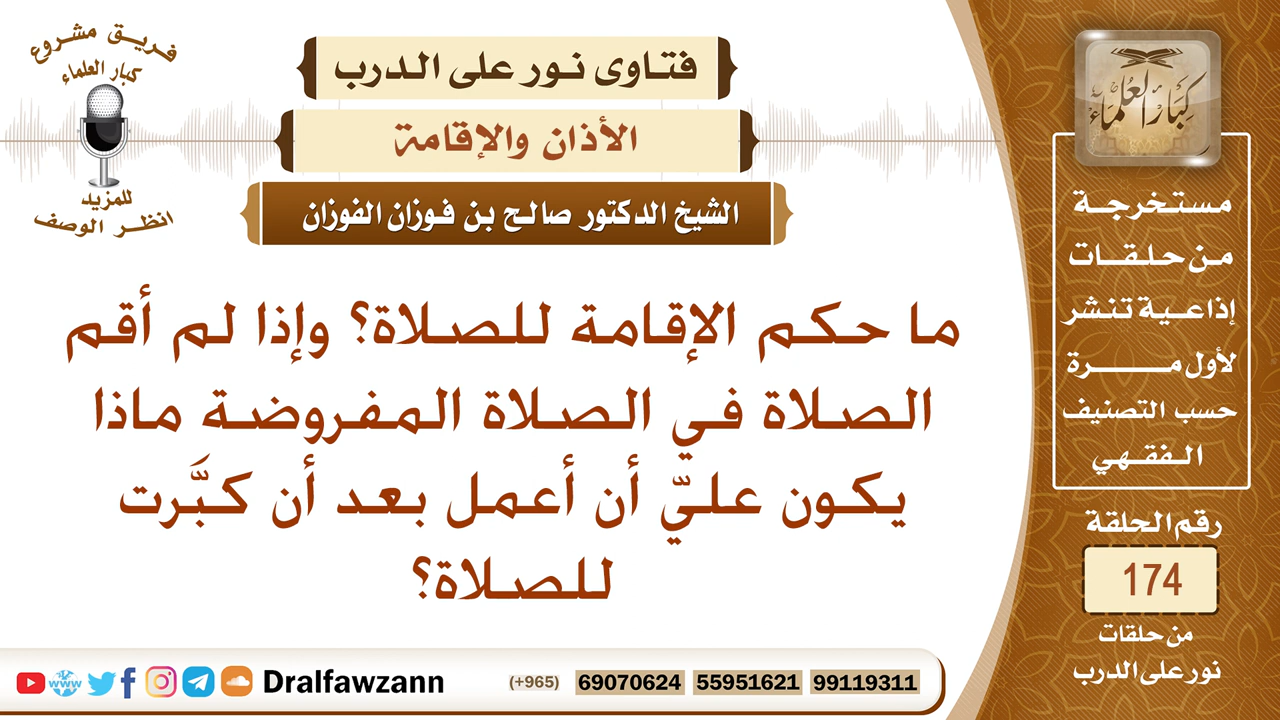 فريق مشروع
كبار العلماء
للمزيد
انظر الوصف
فتاوى نور على الدرب
الأذان والإقامة
الشيخ الدكتور صالح بن فوزان الفوزان
ما حكم الإقامة للصلاة؟ وإذا لم أقم
الصلاة في الصلاة المفروضة ماذا
يكون عليّ أن أعمل بعد أن كبَّرت
للصلاة؟
كبار العلماء
مستخرجة
من حلقات
إذاعية تنشر
لأول مرة
حسب التصنيف
الفقهي
رقم الحلقة
174
من حلقات
نور على الدرب
www Dralfawzann (+965) 69070624 55951621 99119311